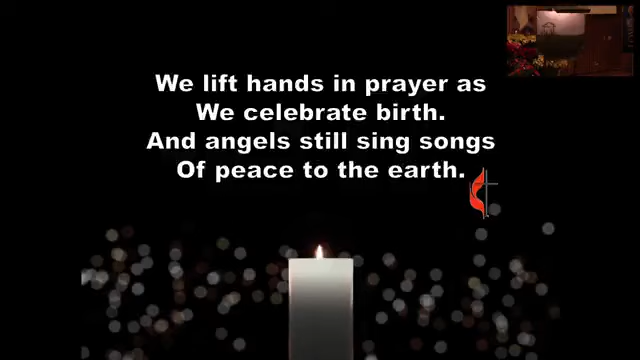 We lift hands in prayer as
We celebrate birth.
And angels still sing songs
Of peace to the earth.